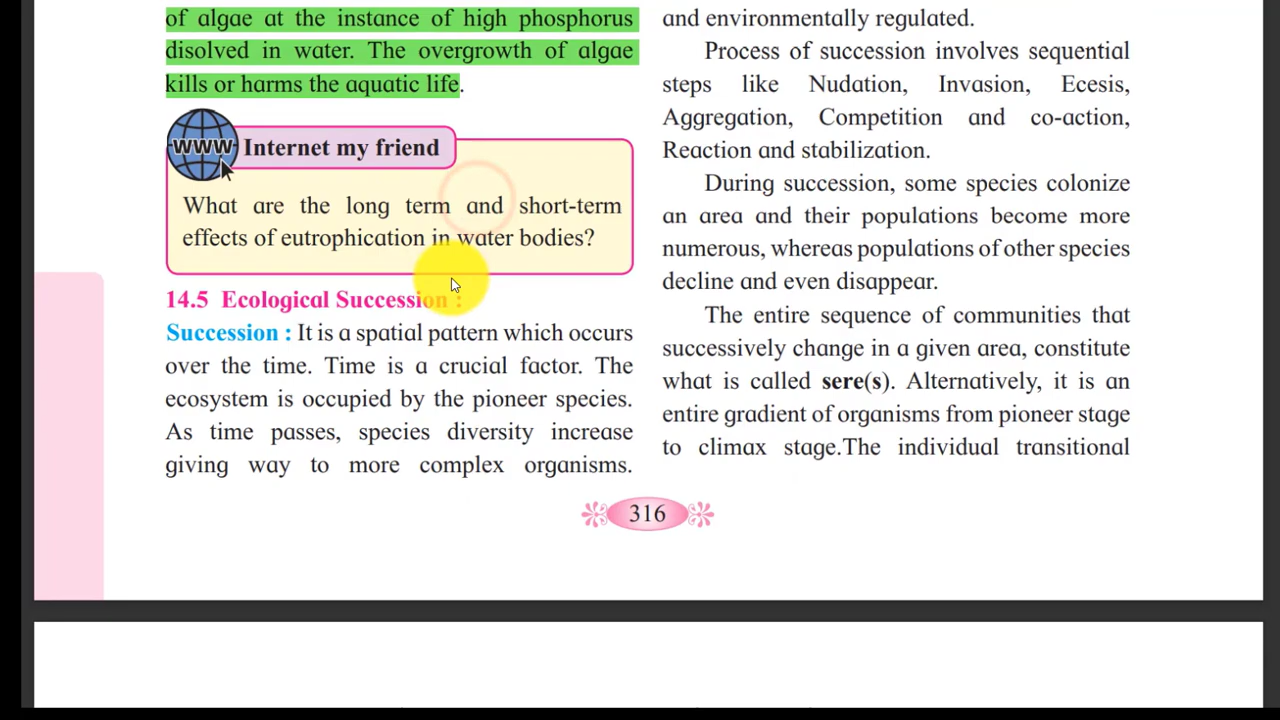 of algae at the instance of high phosphorus
disolved in water. The overgrowth of algae
kills or harms the aquatic life.
www
Internet my friend
What are the long term and short-term
effects of eutrophication in water bodies?
14.5 Ecological Succession :
Succession : It is a spatial pattern which occurs
over the time. Time is a crucial factor. The
ecosystem is occupied by the pioneer species.
As time passes, species diversity increase
giving way to more complex organisms.
and environmentally regulated.
Process of succession involves sequential
steps like Nudation, Invasion, Ecesis,
Aggregation, Competition and co-action,
Reaction and stabilization.
During succession, some species colonize
an area and their populations become more
numerous, whereas populations of other species
decline and even disappear.
The entire sequence of communities that
successively change in a given area, constitute
what is called sere(s). Alternatively, it is an
entire gradient of organisms from pioneer stage
to climax stage.The individual transitional
316